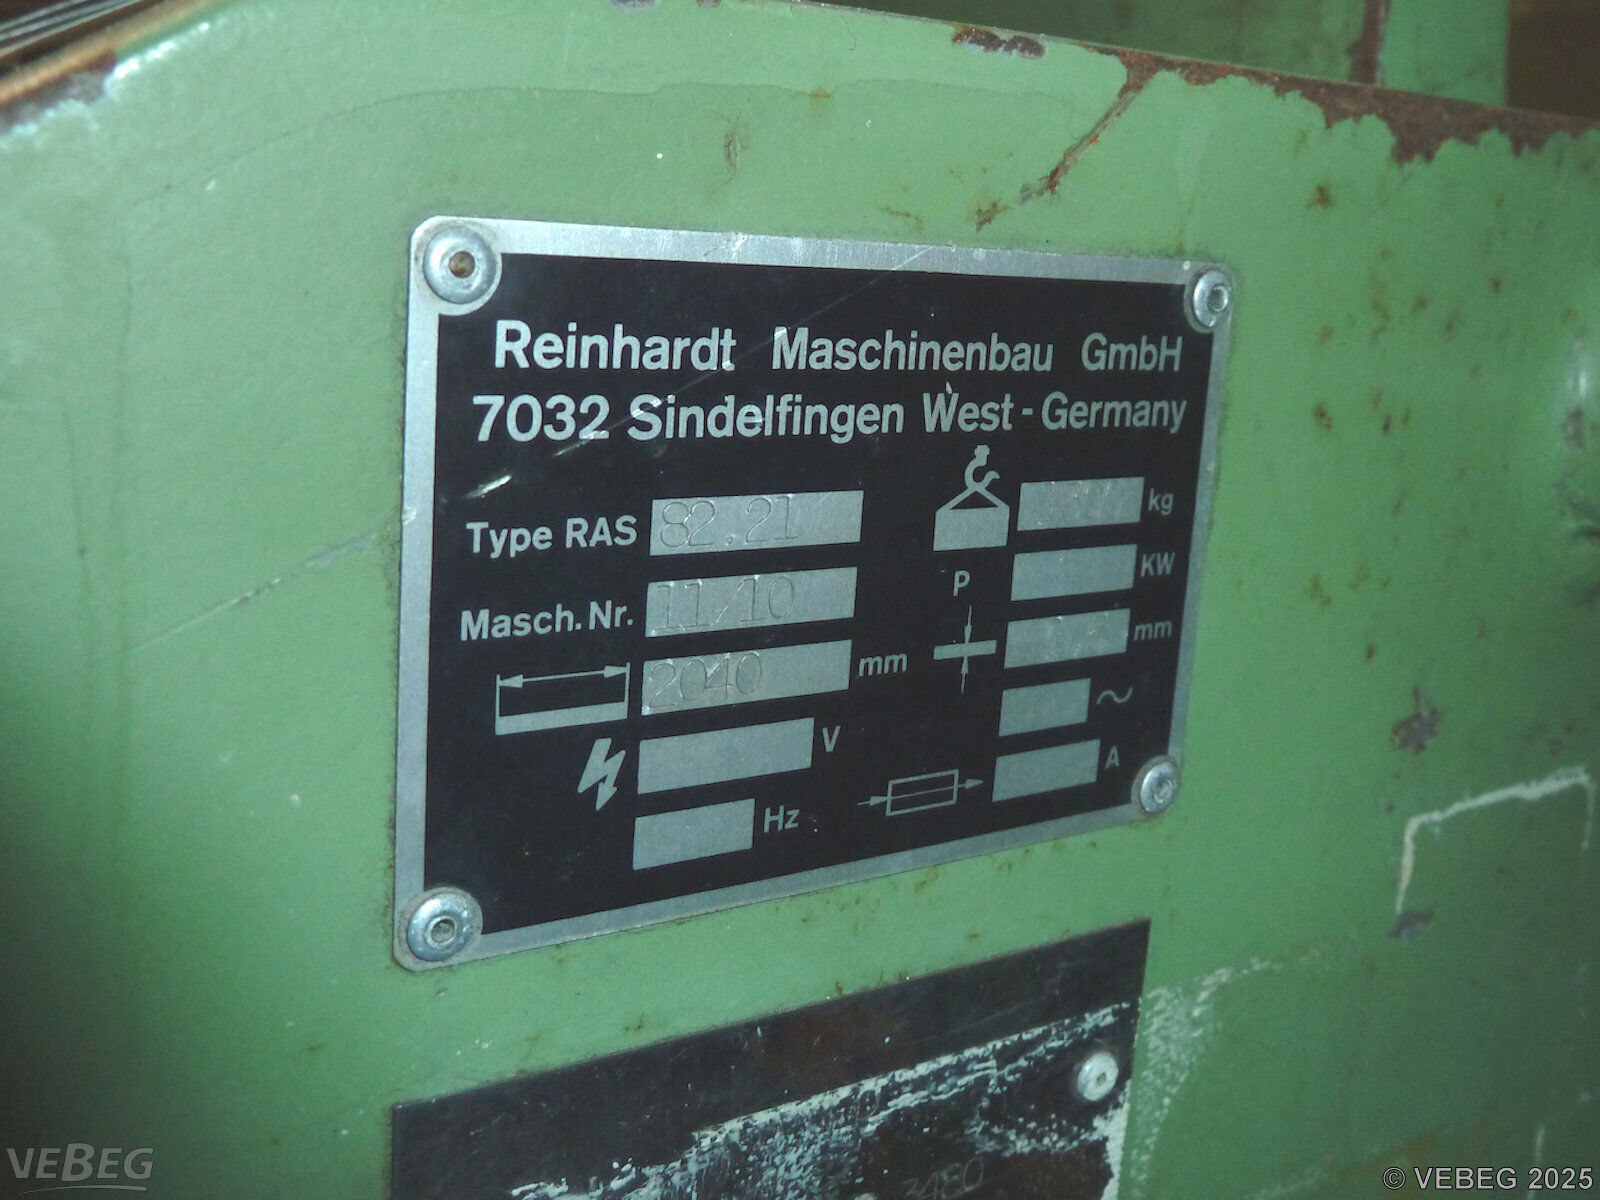 Reinhardt Maschinenbau GmbH
7032 Sindelfingen West-Germany
Type RAS 82.21
kg
Masch.Nr. 11/10
P KW
2040 mm
mm
V
~
Hz
A
VEBEG
© VEBEG 2025